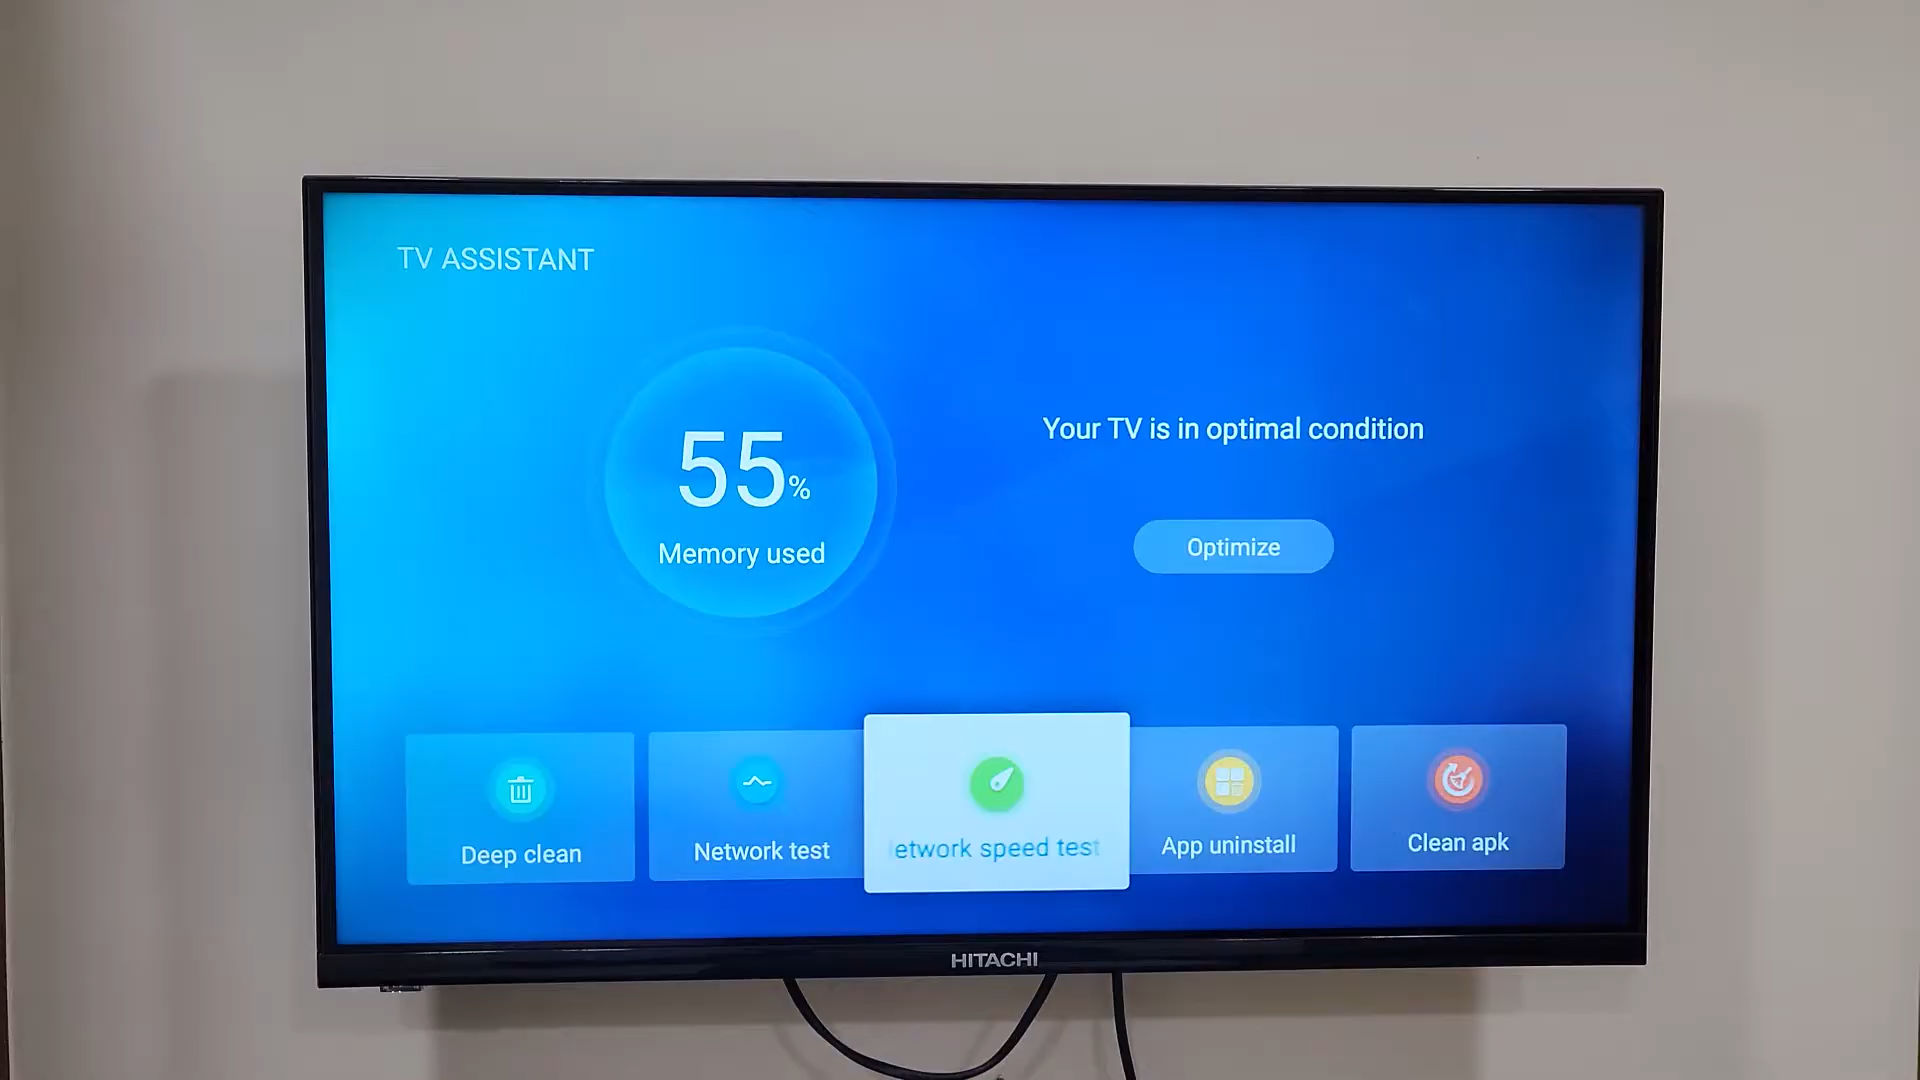 TV ASSISTANT
55%
Memory used
Your TV is in optimal condition
Optimize
Deep clean
Network test
etwork speed test
App uninstall
Clean apk
HITACHI